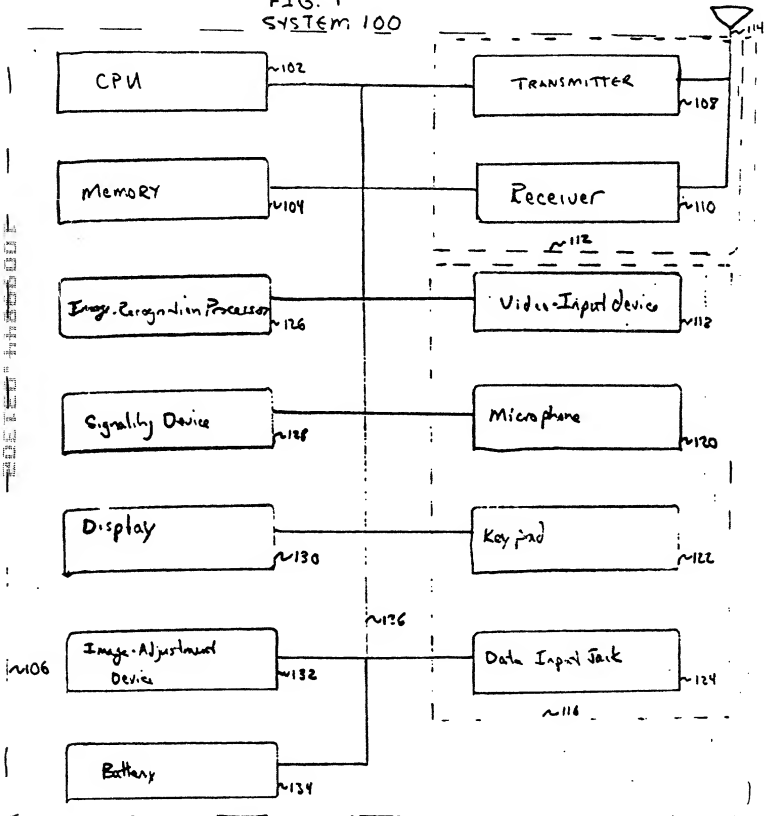 FIG. 1
SYSTEM 100
114
CPU
102
TRANSMITTER
108
Memory
104
Receiver
110
112
Image-Recognition Processor
126
Video-Input device
118
Signaling Device
128
Microphone
120
Display
130
Keypad
122
136
106
Image-Adjustment
Device
132
Data Input Jack
124
116
Battery
134